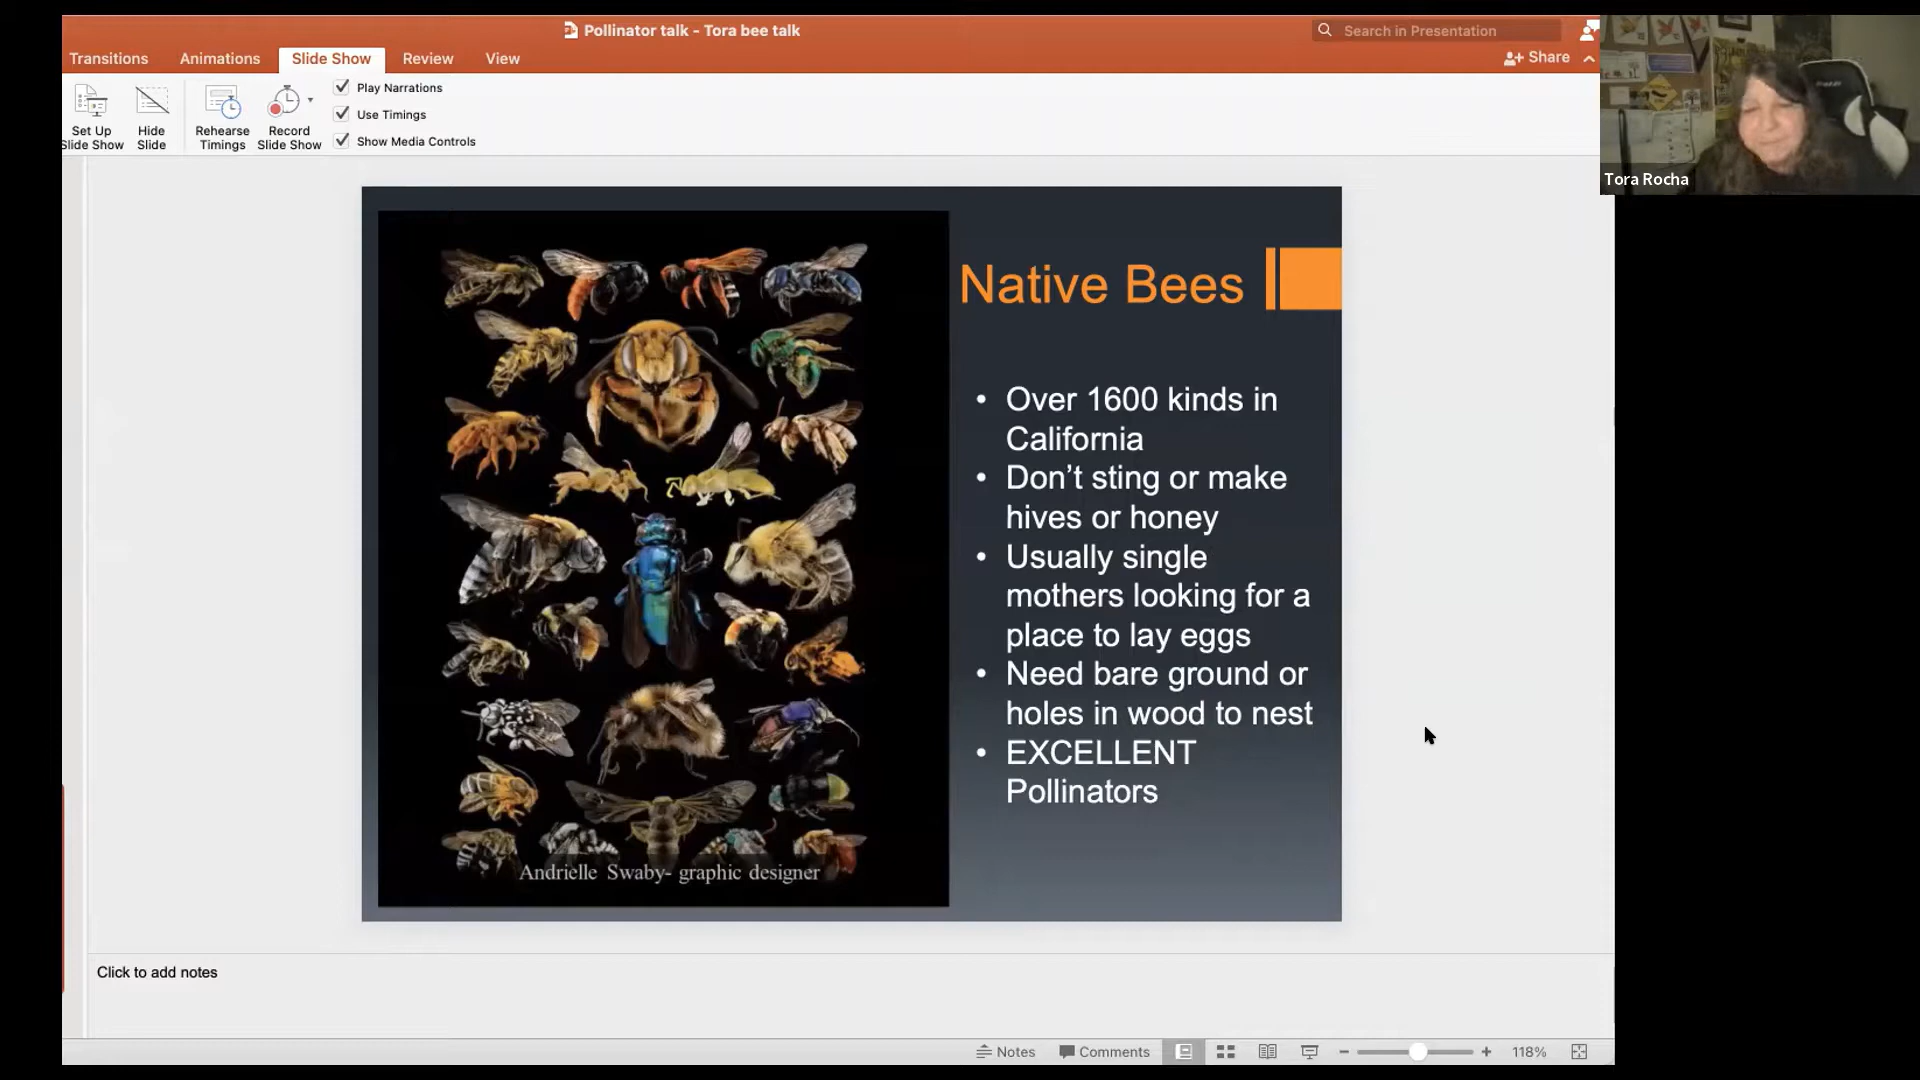 Pollinator talk - Tora bee talk
Search in Presentation
Transitions
Animations
Slide Show
Review
View
Share
Set Up
Slide Show
Hide
Slide
Rehearse
Timings
Record
Slide Show
Play Narrations
Use Timings
Show Media Controls
Tora Rocha
Native Bees
• Over 1600 kinds in
California
• Don't sting or make
hives or honey
• Usually single
mothers looking for a
place to lay eggs
• Need bare ground or
holes in wood to nest
• EXCELLENT
Pollinators
Andrielle Swaby- graphic designer
Click to add notes
Notes
Comments
118%